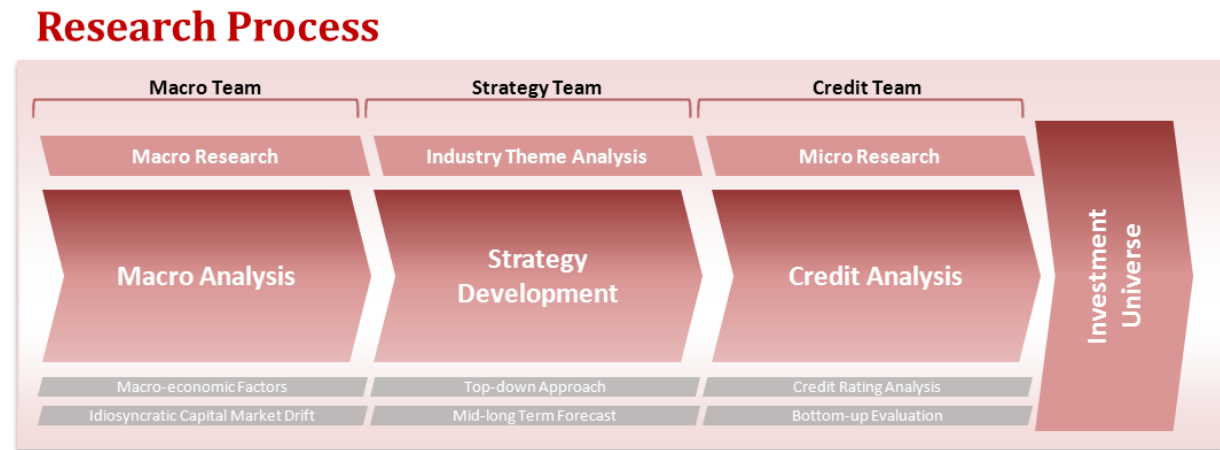 Research Process
Macro Team
Strategy Team
Credit Team
Macro Research
Industry Theme Analysis
Micro Research
Macro Analysis
Strategy
Development
Credit Analysis
Investment
Universe
Macro-economic Factors
Top-down Approach
Credit Rating Analysis
Idiosyncratic Capital Market Drift
Mid-long Term Forecast
Bottom-up Evaluation